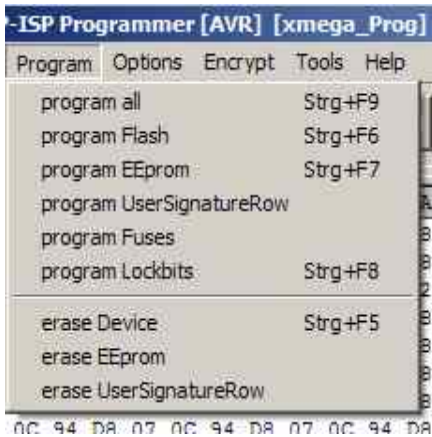 -ISP Programmer [AVR] [xmega_Prog]
Program Options Encrypt Tools Help
program all Strg+F9
program Flash Strg+F6
program EEprom Strg+F7
program UserSignatureRow
program Fuses
program Lockbits Strg+F8
erase Device Strg+F5
erase EEprom
erase UserSignatureRow
0C 94 D8 07 0C 94 D8 07 0C 94 D8